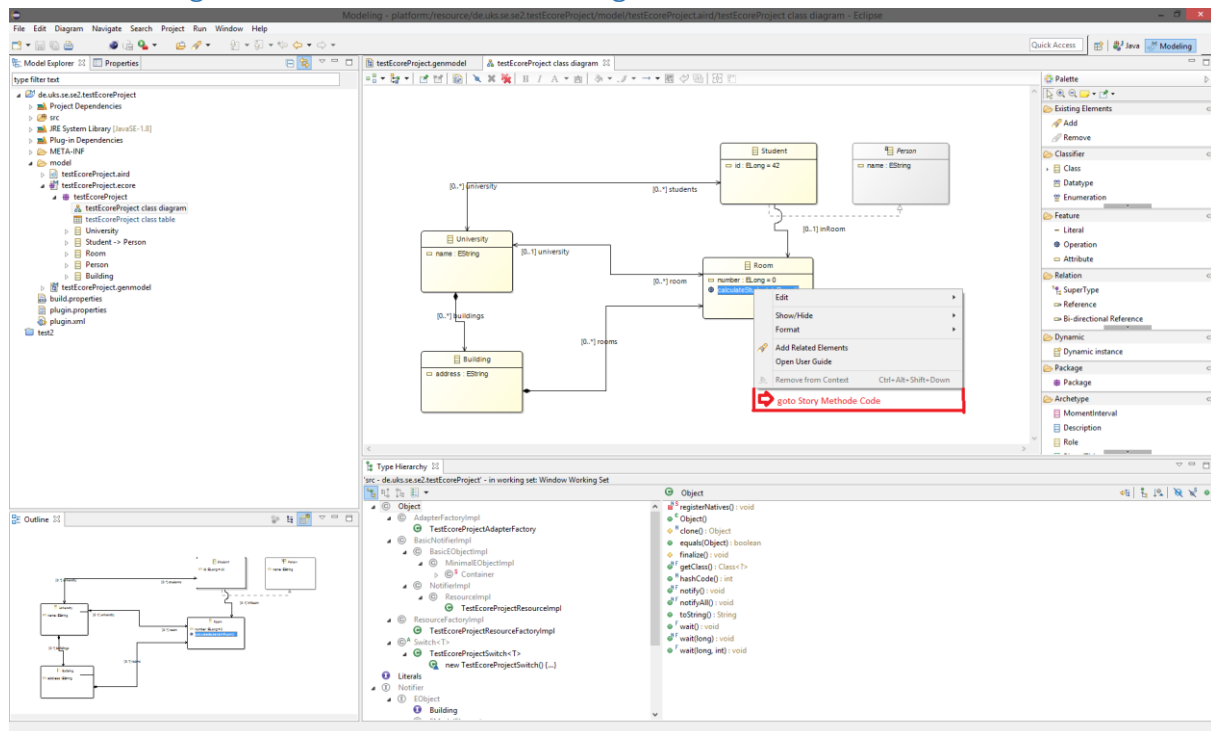 Modeling - platform:/resource/de.uks.se.se2.testEcoreProject/model/testEcoreProject.aird/testEcoreProject class diagram - Eclipse
File Edit Diagram Navigate Search Project Run Window Help
Quick Access
Java
Modeling
Model Explorer
Properties
type filter text
de.uks.se.se2.testEcoreProject
Project Dependencies
src
JRE System Library [JavaSE-1.8]
Plug-in Dependencies
META-INF
model
testEcoreProject.aird
testEcoreProject.ecore
testEcoreProject
testEcoreProject class diagram
testEcoreProject class table
University
Student -> Person
Room
Person
Building
testEcoreProject.genmodel
build.properties
plugin.properties
plugin.xml
test2
testEcoreProject.genmodel
testEcoreProject class diagram
Student
id : ELong = 42
Person
name : EString
[0..*] university
[0..*] students
[0..1] inRoom
University
name : EString
[0..1] university
Room
number : ELong = 0
[0..*] room
[0..*] buildings
[0..*] rooms
Building
address : EString
Edit
Show/Hide
Format
Add Related Elements
Open User Guide
Remove from Context Ctrl+Alt+Shift+Down
goto Story Methode Code
Palette
Existing Elements
Add
Remove
Classifier
Class
Datatype
Enumeration
Feature
Literal
Operation
Attribute
Relation
SuperType
Reference
Bi-directional Reference
Dynamic
Dynamic instance
Package
Package
Archetype
MomentInterval
Description
Role
Outline
Type Hierarchy
'src - de.uks.se.se2.testEcoreProject' - in working set: Window Working Set
Object
AdapterFactoryImpl
TestEcoreProjectAdapterFactory
BasicNotifierImpl
BasicEObjectImpl
MinimalEObjectImpl
Container
NotifierImpl
ResourceImpl
TestEcoreProjectResourceImpl
ResourceFactoryImpl
TestEcoreProjectResourceFactoryImpl
Switch<T>
TestEcoreProjectSwitch<T>
new TestEcoreProjectSwitch() {...}
Literals
Notifier
EObject
Building
Object
registerNatives() : void
Object()
clone() : Object
equals(Object) : boolean
finalize() : void
getClass() : Class<?>
hashCode() : int
notify() : void
notifyAll() : void
toString() : String
wait() : void
wait(long) : void
wait(long, int) : void